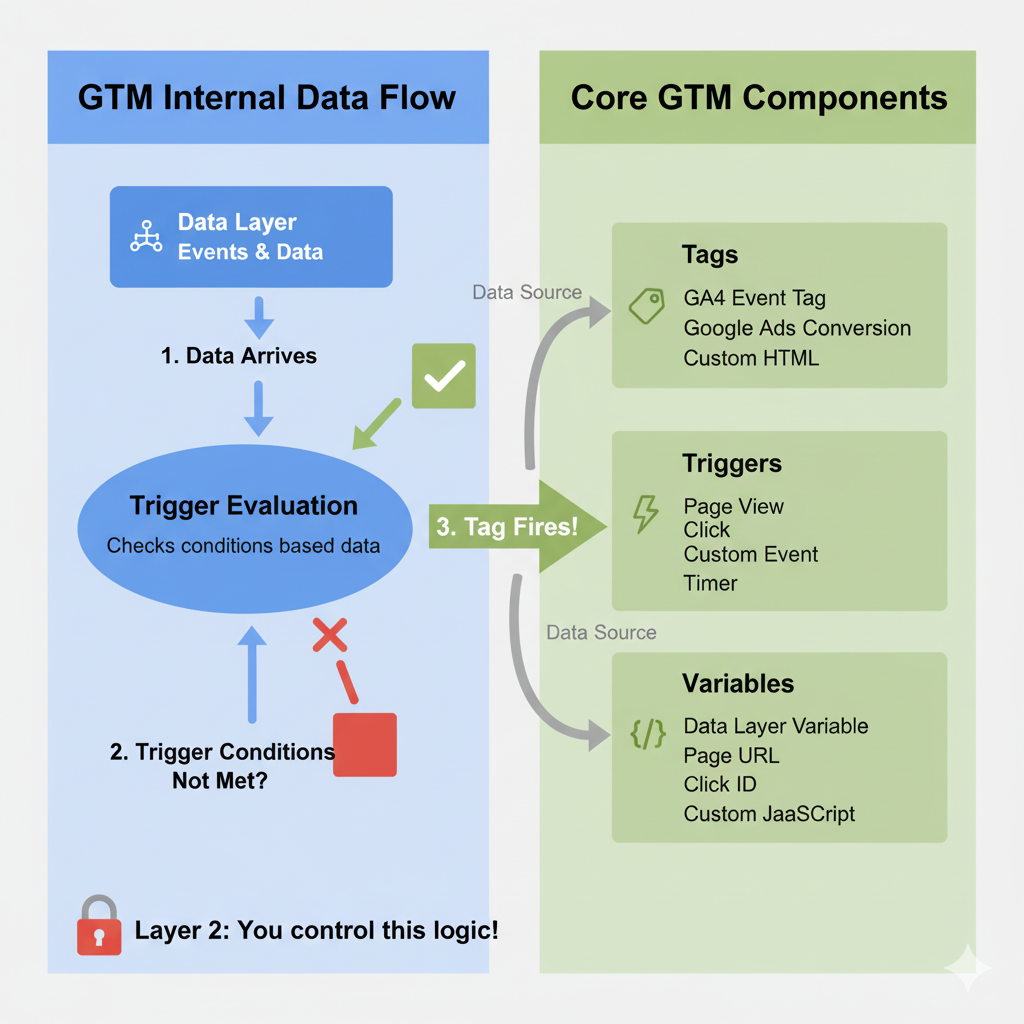 GTM Internal Data Flow
Data Layer
Events & Data
1. Data Arrives
Trigger Evaluation
Checks conditions based data
2. Trigger Conditions
Not Met?
Layer 2: You control this logic!
3. Tag Fires!
Data Source
Data Source
Core GTM Components
Tags
GA4 Event Tag
Google Ads Conversion
Custom HTML
Triggers
Page View
Click
Custom Event
Timer
Variables
{/}
Data Layer Variable
Page URL
Click ID
Custom JaaSCript